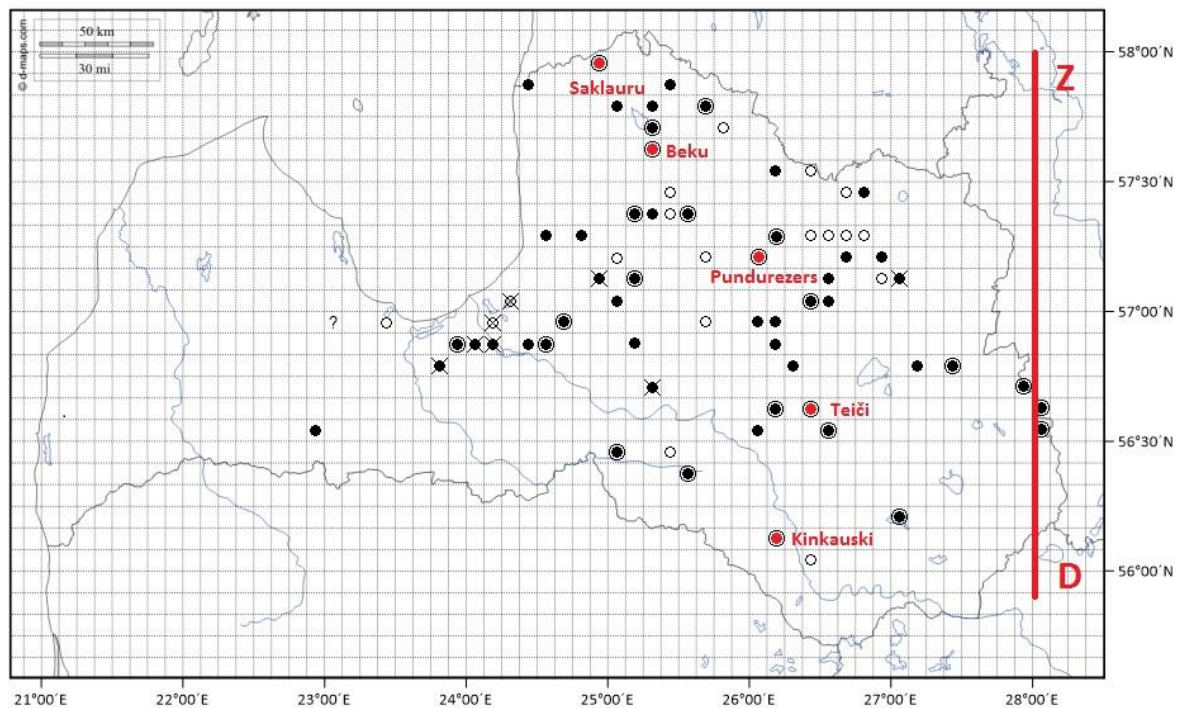 50 km
30 mi
© d-maps.com
58°00´N
Z
Saklauru
Beku
57°30´N
Pundurezers
57°00´N
?
Teiči
56°30´N
Kinkauski
56°00´N
D
21°00´E
22°00´E
23°00´E
24°00´E
25°00´E
26°00´E
27°00´E
28°00´E